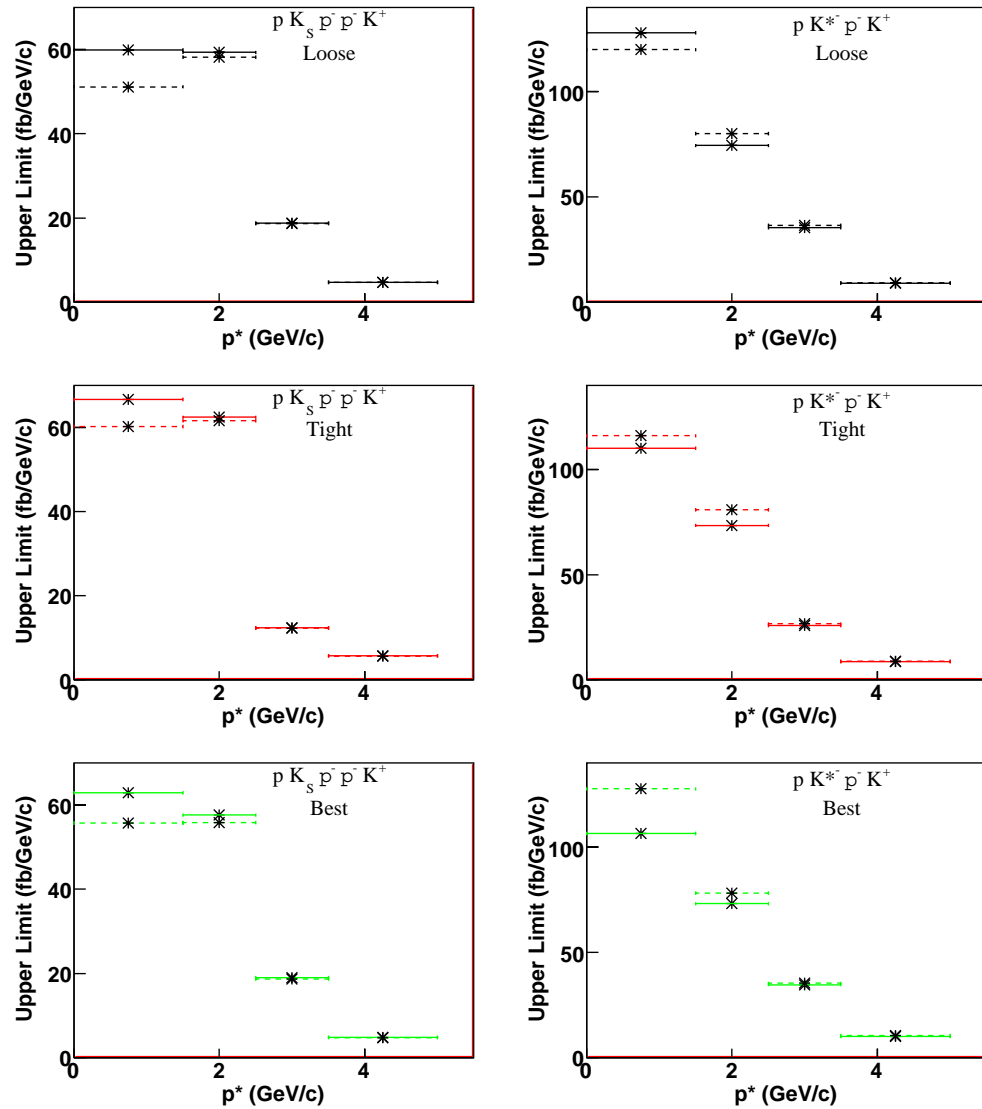 p K_S p⁻ p⁻ K⁺
Loose
60
40
20
0
0 2 4
p* (GeV/c)
Upper Limit (fb/GeV/c)
p K*⁻ p⁻ K⁺
Loose
100
50
0
0 2 4
p* (GeV/c)
Upper Limit (fb/GeV/c)
p K_S p⁻ p⁻ K⁺
Tight
60
40
20
0
0 2 4
p* (GeV/c)
Upper Limit (fb/GeV/c)
p K*⁻ p⁻ K⁺
Tight
100
50
0
0 2 4
p* (GeV/c)
Upper Limit (fb/GeV/c)
p K_S p⁻ p⁻ K⁺
Best
60
40
20
0
0 2 4
p* (GeV/c)
Upper Limit (fb/GeV/c)
p K*⁻ p⁻ K⁺
Best
100
50
0
0 2 4
p* (GeV/c)
Upper Limit (fb/GeV/c)